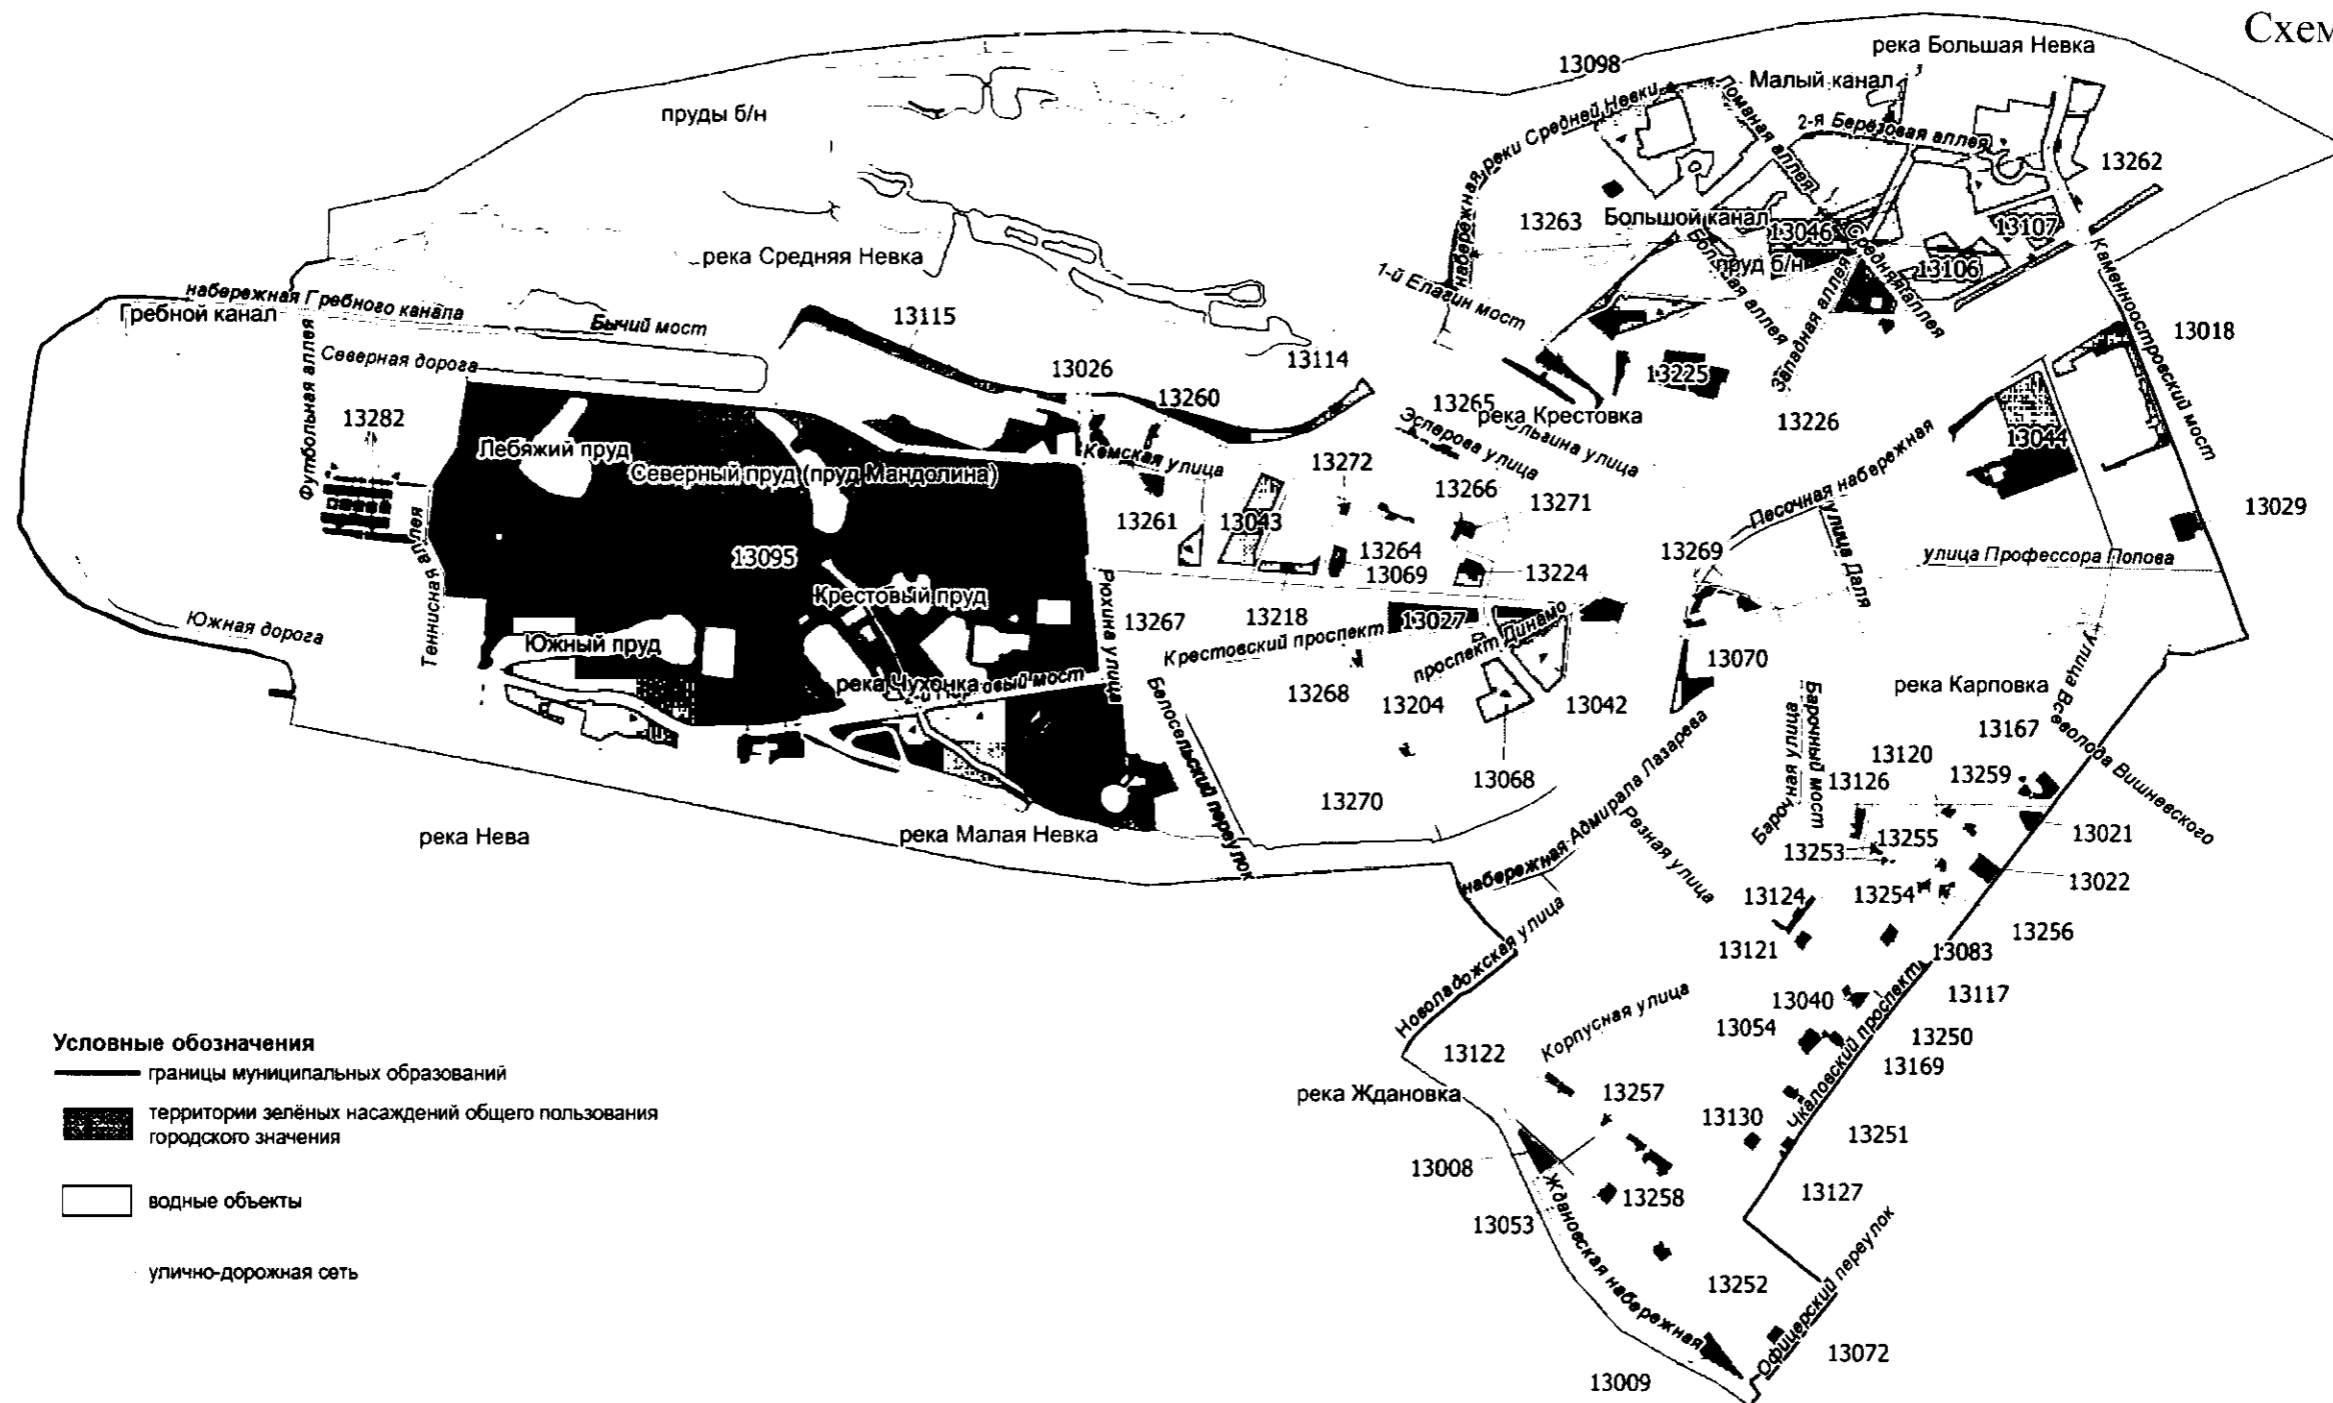 Схем
река Большая Невка
13098
Малый канал
набережная реки Средней Невки
Ломаная аллея
2-я Берёзовая аллея
пруды б/н
13262
13263
Большой канал
13046
13107
река Средняя Невка
Большая аллея
пруд б/н
Средняя аллея
13106
1-й Елагин мост
Западная аллея
Каменноостровский мост
набережная Гребного канала
Гребной канал
Бычий мост
13115
13018
Северная дорога
Футбольная аллея
13026
13114
13225
13260
13265
река Крестовка
13226
13282
Эсперова улица
Ольгина улица
13044
Лебяжий пруд
Северный пруд (пруд Мандолина)
Кемская улица
13272
13266
13271
Песочная набережная
13029
13261
13043
13264
13269
улица Даля
улица Профессора Попова
Теннисная аллея
13095
13069
13224
Крестовый пруд
Рюхина улица
Южная дорога
13267
13218
13027
Крестовский проспект
проспект Динамо
Южный пруд
13070
река Чухонка
овый мост
13268
13204
13042
река Карповка
улица Всеволода Вишневского
Белосельский переулок
Барочная улица
Барочный мост
13167
13120
13068
13126
13259
13270
набережная Адмирала Лазарева
Резная улица
река Нева
река Малая Невка
13253
13255
13021
13022
13124
13254
13256
Новоладожская улица
13121
13083
13040
13117
Корпусная улица
13054
13250
Условные обозначения
границы муниципальных образований
13122
13169
река Ждановка
13257
Чкаловский проспект
территории зелёных насаждений общего пользования
городского значения
13130
13251
13008
13258
13127
водные объекты
13053
Ждановская набережная
улично-дорожная сеть
13252
Офицерский переулок
13072
13009